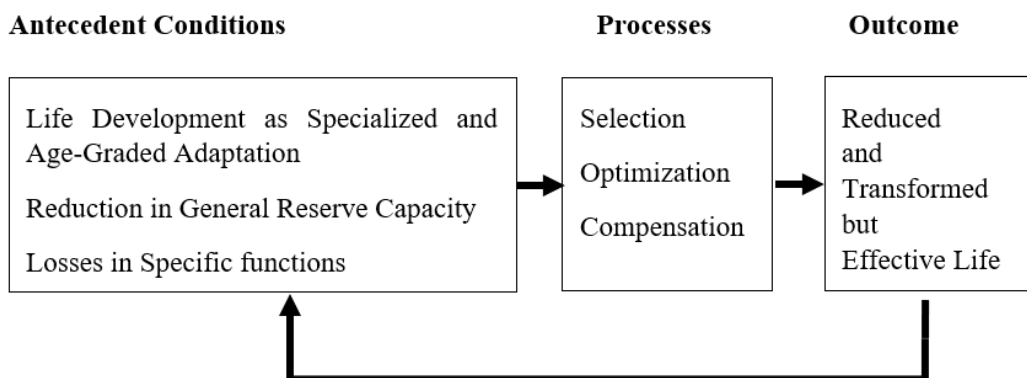 Antecedent Conditions
Processes
Outcome
Life Development as Specialized and
Age-Graded Adaptation
Reduction in General Reserve Capacity
Losses in Specific functions
Selection
Optimization
Compensation
Reduced
and
Transformed
but
Effective Life